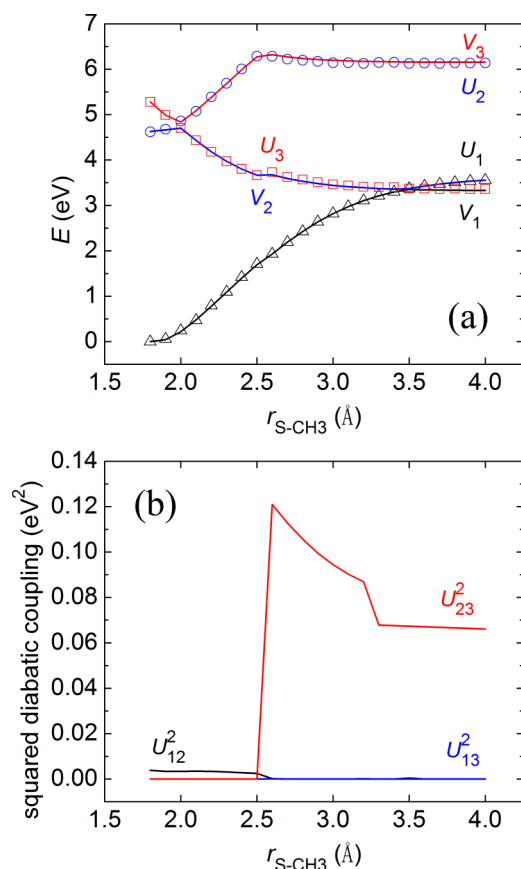 7
6
5
4
3
2
1
0
E (eV)
V₃
U₂
U₃
V₂
U₁
V₁
(a)
1.5 2.0 2.5 3.0 3.5 4.0
r_S-CH3 (Å)
0.14
0.12
0.10
0.08
0.06
0.04
0.02
0.00
squared diabatic coupling (eV²)
(b)
U²₂₃
U²₁₂
U²₁₃
1.5 2.0 2.5 3.0 3.5 4.0
r_S-CH3 (Å)